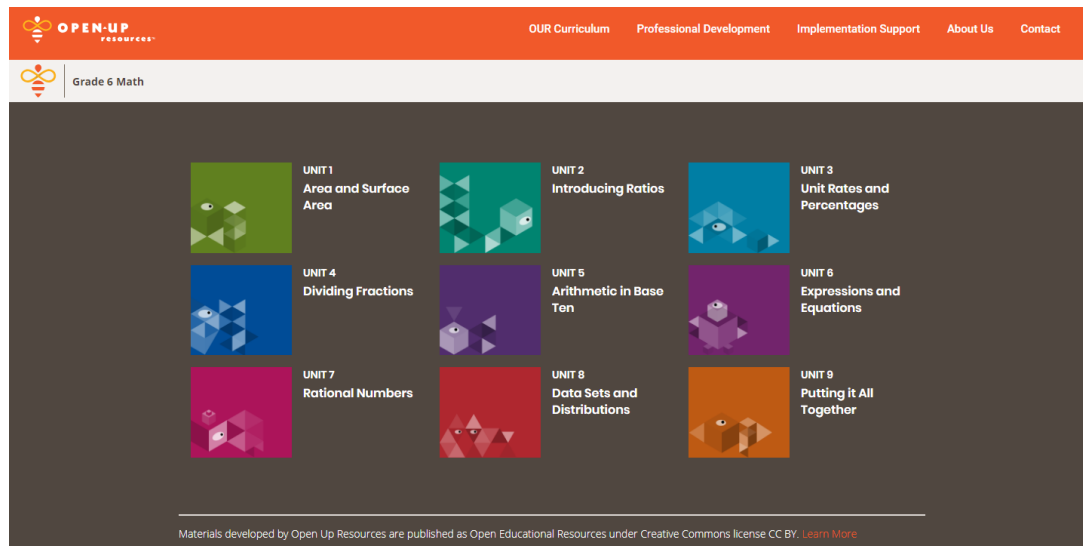 OPEN-UP
resources™
OUR Curriculum Professional Development Implementation Support About Us Contact
Grade 6 Math
UNIT 1
Area and Surface
Area
UNIT 2
Introducing Ratios
UNIT 3
Unit Rates and
Percentages
UNIT 4
Dividing Fractions
UNIT 5
Arithmetic in Base
Ten
UNIT 6
Expressions and
Equations
UNIT 7
Rational Numbers
UNIT 8
Data Sets and
Distributions
UNIT 9
Putting it All
Together
Materials developed by Open Up Resources are published as Open Educational Resources under Creative Commons license CC BY. Learn More